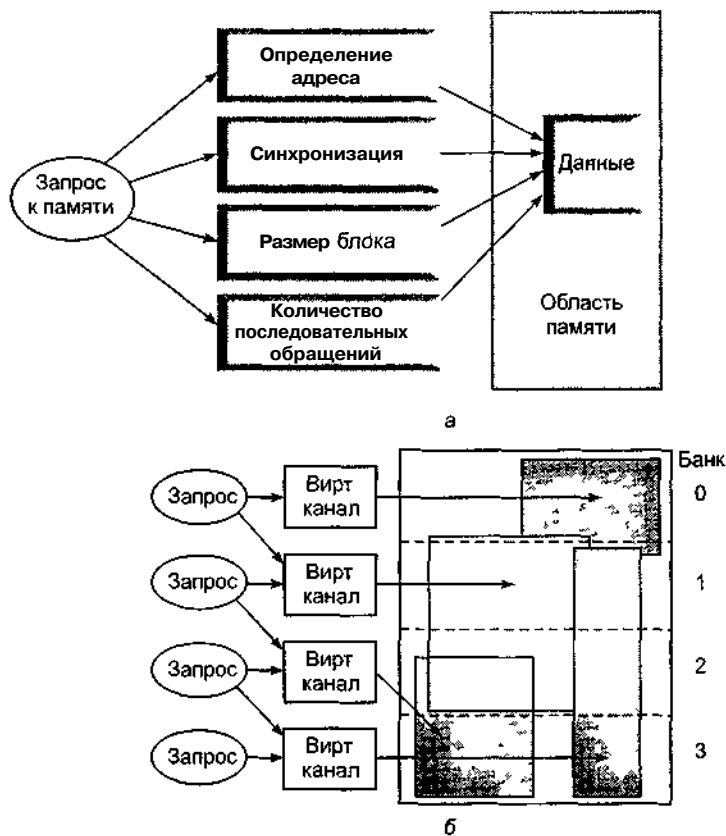 Определение
адреса
Синхронизация
Запрос
к памяти
Данные
Размер блока
Количество
последовательных
обращений
Область
памяти
а
Банк
Запрос
Вирт
канал
0
Запрос
Вирт
канал
1
Запрос
Вирт
канал
2
Запрос
Вирт
канал
3
б